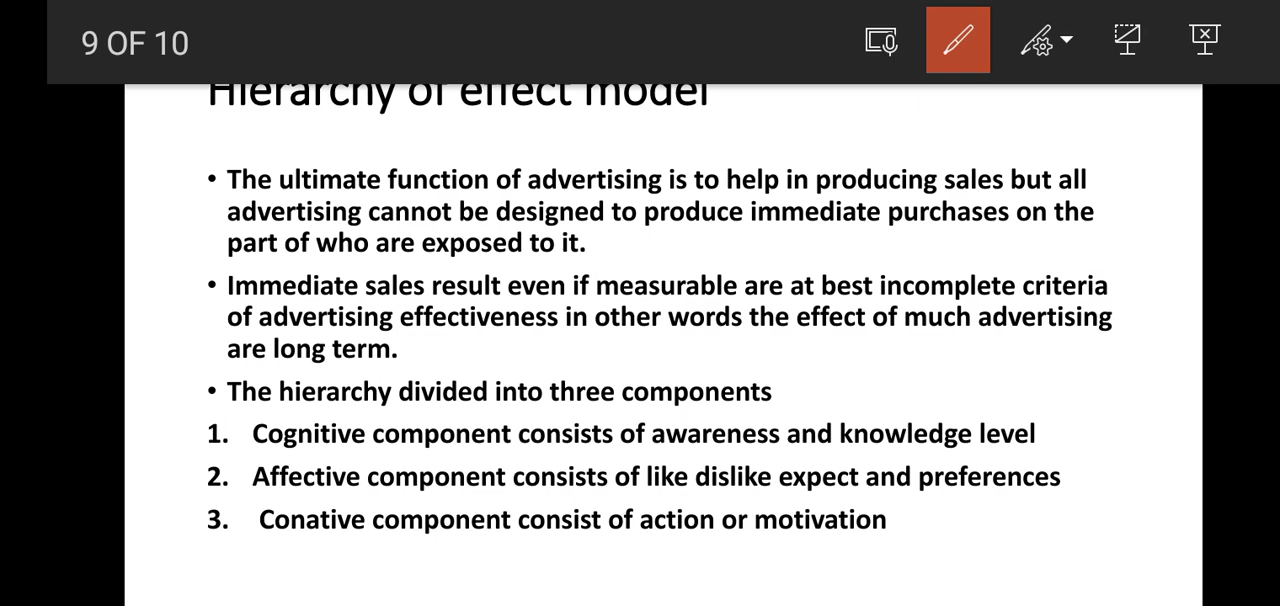 9 OF 10
Hierarchy of effect model
• The ultimate function of advertising is to help in producing sales but all
advertising cannot be designed to produce immediate purchases on the
part of who are exposed to it.
• Immediate sales result even if measurable are at best incomplete criteria
of advertising effectiveness in other words the effect of much advertising
are long term.
• The hierarchy divided into three components
1. Cognitive component consists of awareness and knowledge level
2. Affective component consists of like dislike expect and preferences
3. Conative component consist of action or motivation